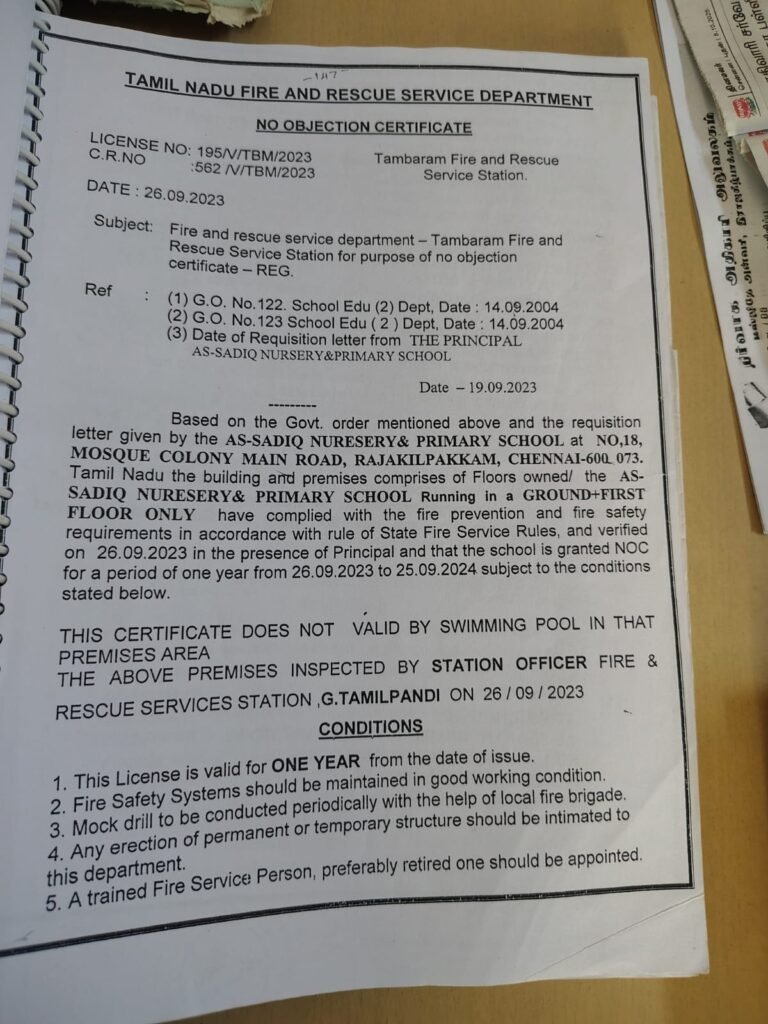 -147-
TAMIL NADU FIRE AND RESCUE SERVICE DEPARTMENT
NO OBJECTION CERTIFICATE
LICENSE NO: 195/V/TBM/2023
C.R.NO :562 /V/TBM/2023
Tambaram Fire and Rescue
Service Station.
DATE : 26.09.2023
Subject: Fire and rescue service department – Tambaram Fire and
Rescue Service Station for purpose of no objection
certificate – REG.
Ref : (1) G.O. No.122. School Edu (2) Dept, Date : 14.09.2004
(2) G.O. No.123 School Edu ( 2 ) Dept, Date : 14.09.2004
(3) Date of Requisition letter from THE PRINCIPAL
AS-SADIQ NURSERY&PRIMARY SCHOOL
Date – 19.09.2023
---------
Based on the Govt. order mentioned above and the requisition
letter given by the AS-SADIQ NURESERY& PRIMARY SCHOOL at NO,18,
MOSQUE COLONY MAIN ROAD, RAJAKILPAKKAM, CHENNAI-600 073.
Tamil Nadu the building and premises comprises of Floors owned/ the AS-
SADIQ NURESERY& PRIMARY SCHOOL Running in a GROUND+FIRST
FLOOR ONLY have complied with the fire prevention and fire safety
requirements in accordance with rule of State Fire Service Rules, and verified
on 26.09.2023 in the presence of Principal and that the school is granted NOC
for a period of one year from 26.09.2023 to 25.09.2024 subject to the conditions
stated below.
THIS CERTIFICATE DOES NOT VALID BY SWIMMING POOL IN THAT
PREMISES AREA
THE ABOVE PREMISES INSPECTED BY STATION OFFICER FIRE &
RESCUE SERVICES STATION ,G.TAMILPANDI ON 26 / 09 / 2023
CONDITIONS
1. This License is valid for ONE YEAR from the date of issue.
2. Fire Safety Systems should be maintained in good working condition.
3. Mock drill to be conducted periodically with the help of local fire brigade.
4. Any erection of permanent or temporary structure should be intimated to
this department.
5. A trained Fire Service Person, preferably retired one should be appointed.
நிர்வாக அதிகாரி அலுவலகம்